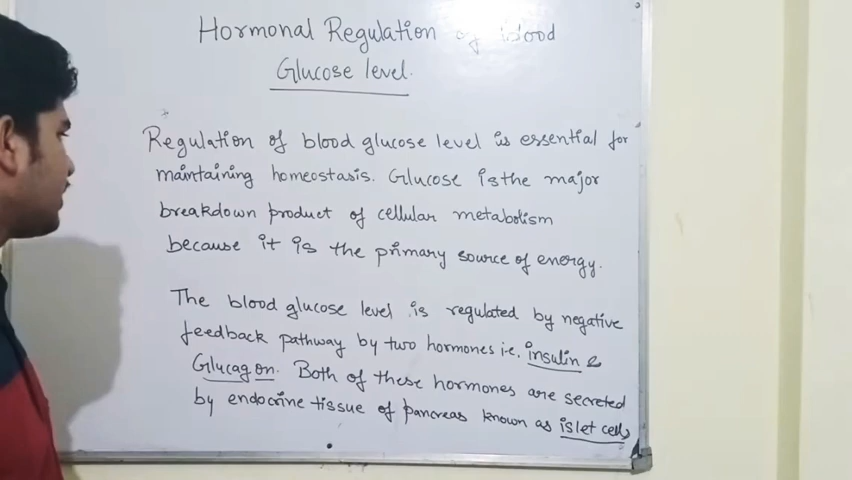 Hormonal Regulation of blood
Glucose level.
Regulation of blood glucose level is essential for
maintaining homeostasis. Glucose is the major
breakdown product of cellular metabolism
because it is the primary source of energy.
The blood glucose level is regulated by negative
feedback pathway by two hormones i.e. insulin &
Glucagon. Both of these hormones are secreted
by endocrine tissue of pancreas known as islet cells